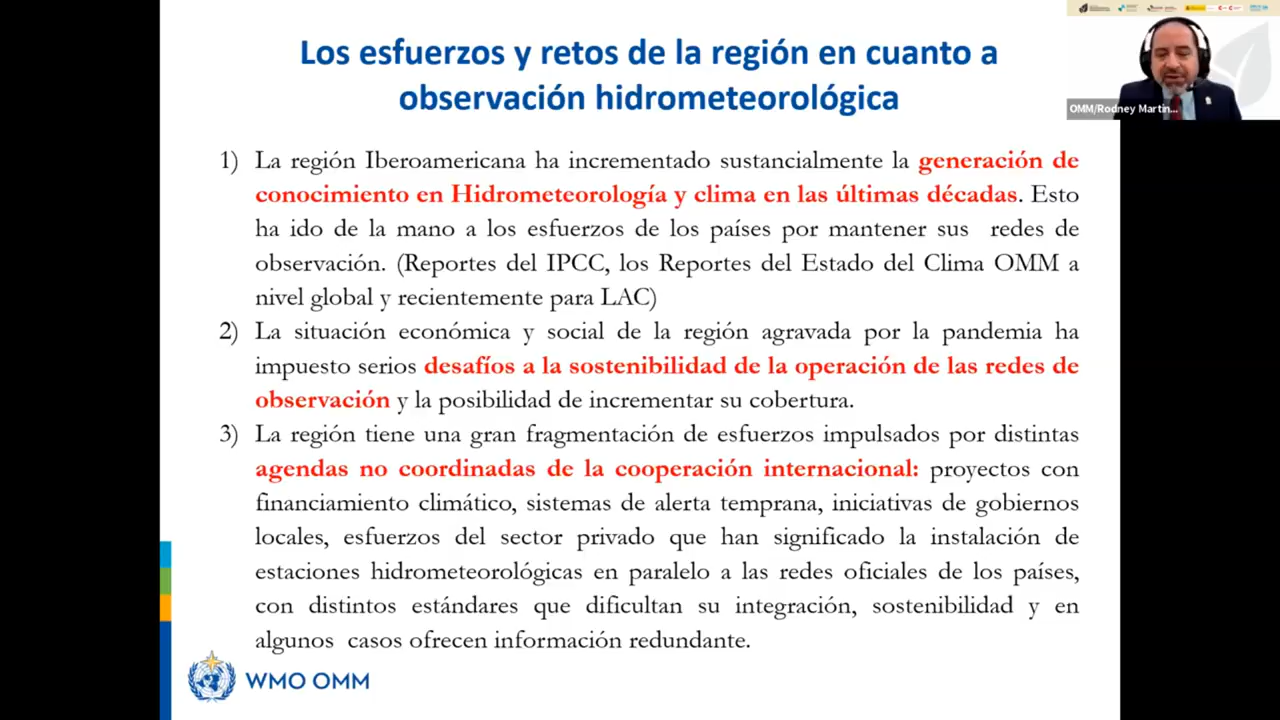 Los esfuerzos y retos de la región en cuanto a
observación hidrometeorológica
OMM/Rodney Martin...
1) La región Iberoamericana ha incrementado sustancialmente la generación de
conocimiento en Hidrometeorología y clima en las últimas décadas. Esto
ha ido de la mano a los esfuerzos de los países por mantener sus redes de
observación. (Reportes del IPCC, los Reportes del Estado del Clima OMM a
nivel global y recientemente para LAC)
2) La situación económica y social de la región agravada por la pandemia ha
impuesto serios desafíos a la sostenibilidad de la operación de las redes de
observación y la posibilidad de incrementar su cobertura.
3) La región tiene una gran fragmentación de esfuerzos impulsados por distintas
agendas no coordinadas de la cooperación internacional: proyectos con
financiamiento climático, sistemas de alerta temprana, iniciativas de gobiernos
locales, esfuerzos del sector privado que han significado la instalación de
estaciones hidrometeorológicas en paralelo a las redes oficiales de los países,
con distintos estándares que dificultan su integración, sostenibilidad y en
algunos casos ofrecen información redundante.
WMO OMM